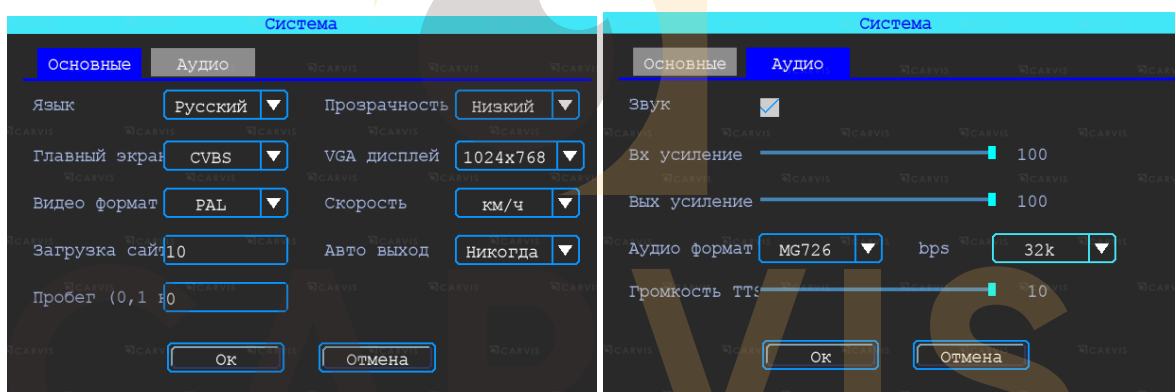 Система
Основные Аудио
Язык Русский Прозрачность Низкий
Главный экран CVBS VGA дисплей 1024x768
Видео формат PAL Скорость км/ч
Загрузка сайт 10 Авто выход Никогда
Пробег (0,1 к 0
Ок Отмена
Система
Основные Аудио
Звук
Вх усиление 100
Вых усиление 100
Аудио формат MG726 bps 32k
Громкость TTS 10
Ок Отмена
CARVIS